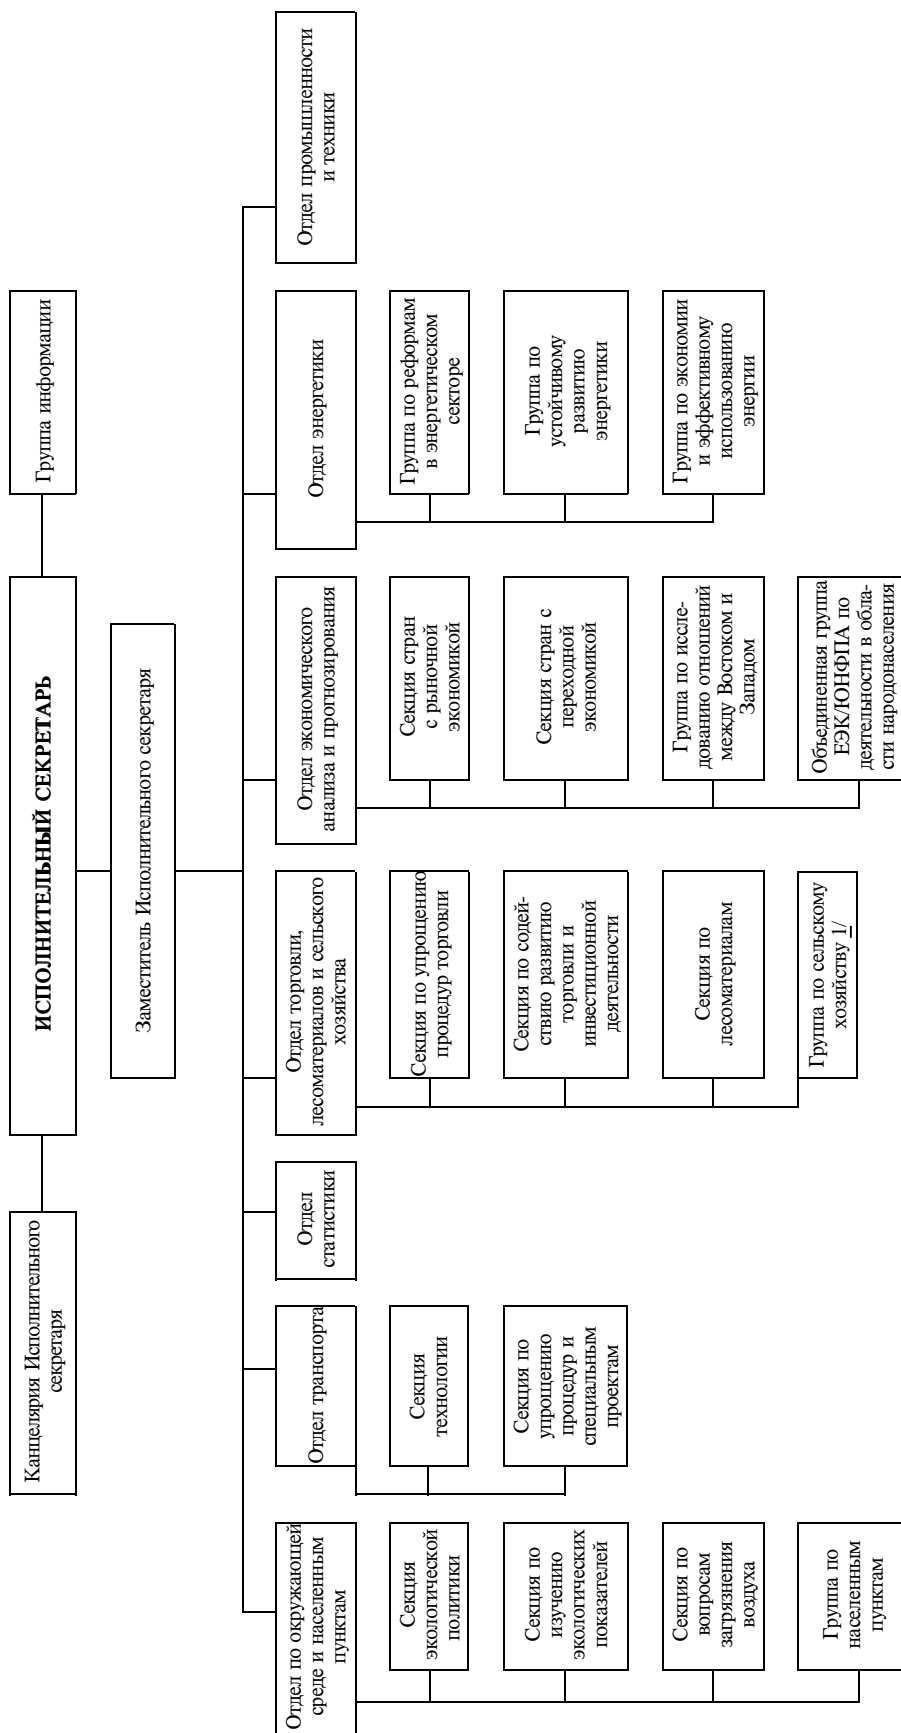 Канцелярия Исполнительного
секретаря
ИСПОЛНИТЕЛЬНЫЙ СЕКРЕТАРЬ
Группа информации
Заместитель Исполнительного секретаря
Отдел по окружающей
среде и населенным
пунктам
Секция
экологической
политики
Секция по
изучению
экологических
показателей
Секция по
вопросам
загрязнения
воздуха
Группа по
населенным
пунктам
Отдел транспорта
Секция
технологии
Секция по
упрощению
процедур и
специальным
проектам
Отдел
статистики
Отдел торговли,
лесоматериалов и сельского
хозяйства
Секция по упрощению
процедур торговли
Секция по содей-
ствию развитию
торговли и
инвестиционной
деятельности
Секция по
лесоматериалам
Группа по сельскому
хозяйству 1/
Отдел экономического
анализа и прогнозирования
Секция стран
с рыночной
экономикой
Секция стран с
переходной
экономикой
Группа по иссле-
дованию отношений
между Востоком и
Западом
Объединенная группа
ЕЭК/ЮНФПА по
деятельности в обла-
сти народонаселения
Отдел энергетики
Группа по реформам
в энергетическом
секторе
Группа по
устойчивому
развитию
энергетики
Группа по экономии
и эффективному
использованию
энергии
Отдел промышленности
и техники